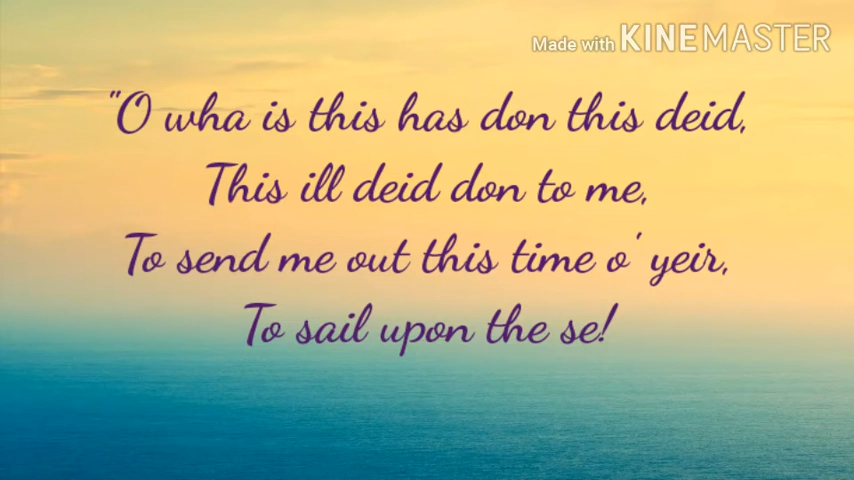 Made with KINEMASTER
"O wha is this has don this deid,
This ill deid don to me,
To send me out this time o' yeir,
To sail upon the se!